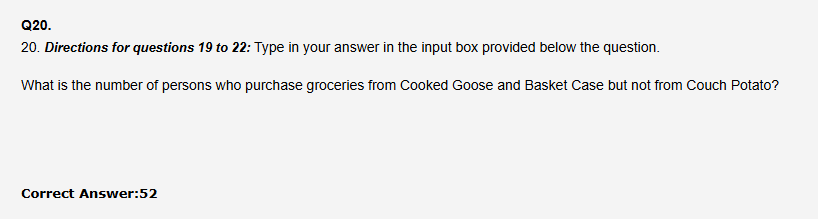 Q20.
20. Directions for questions 19 to 22: Type in your answer in the input box provided below the question.
What is the number of persons who purchase groceries from Cooked Goose and Basket Case but not from Couch Potato?
Correct Answer:52